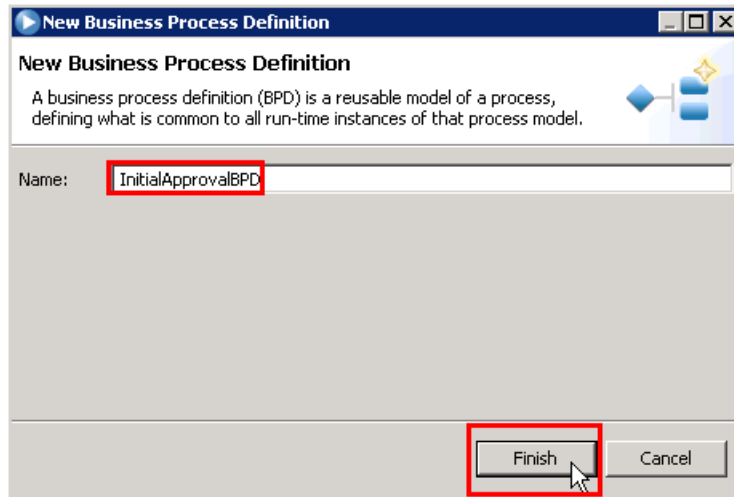 New Business Process Definition
New Business Process Definition
A business process definition (BPD) is a reusable model of a process,
defining what is common to all run-time instances of that process model.
Name: InitialApprovalBPD
Finish Cancel